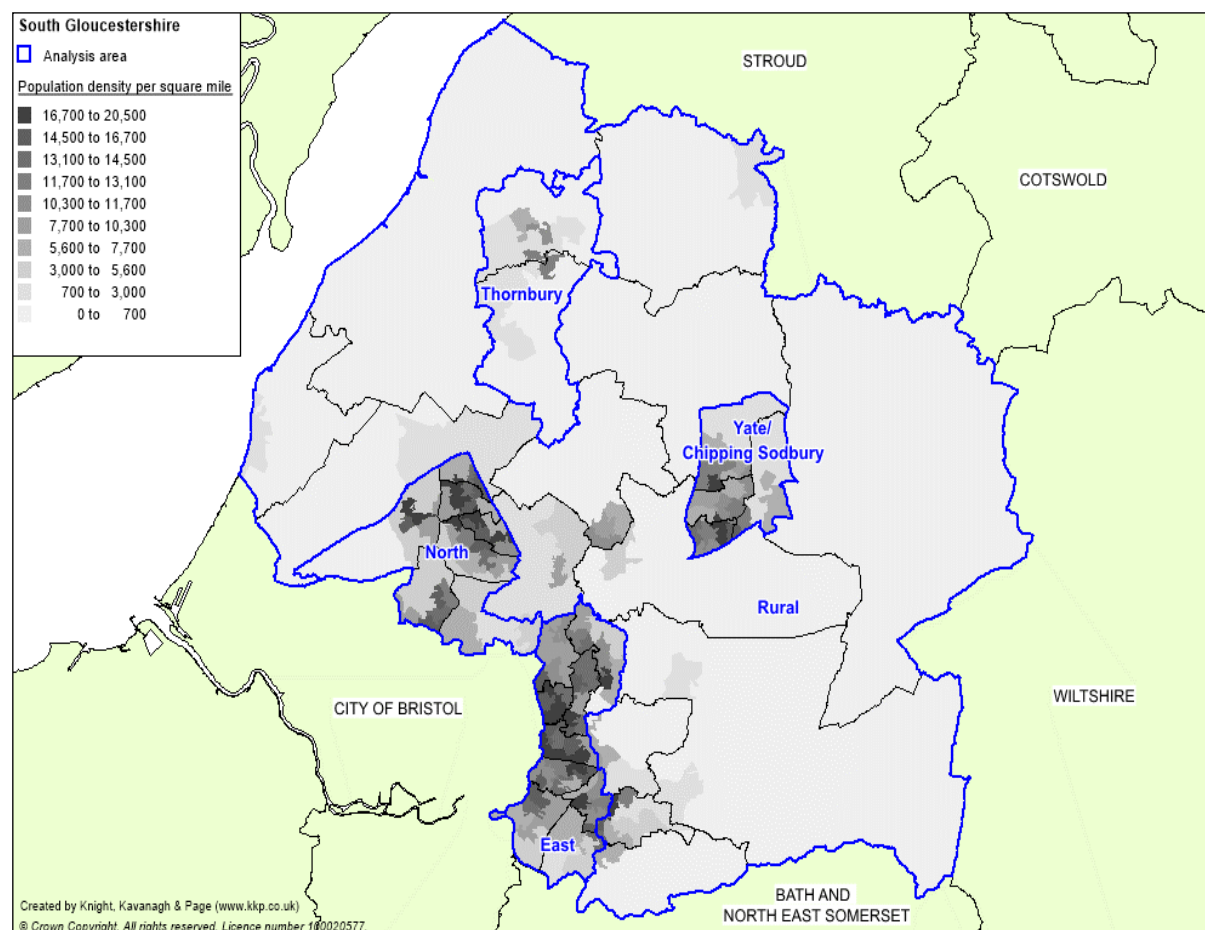 South Gloucestershire
Analysis area
Population density per square mile
16,700 to 20,500
14,500 to 16,700
13,100 to 14,500
11,700 to 13,100
10,300 to 11,700
7,700 to 10,300
5,600 to 7,700
3,000 to 5,600
700 to 3,000
0 to 700
STROUD
COTSWOLD
Thornbury
Yate/
Chipping Sodbury
North
Rural
WILTSHIRE
CITY OF BRISTOL
East
BATH AND
NORTH EAST SOMERSET
Created by Knight, Kavanagh & Page (www.kkp.co.uk)
© Crown Copyright. All rights reserved. Licence number 100020577.